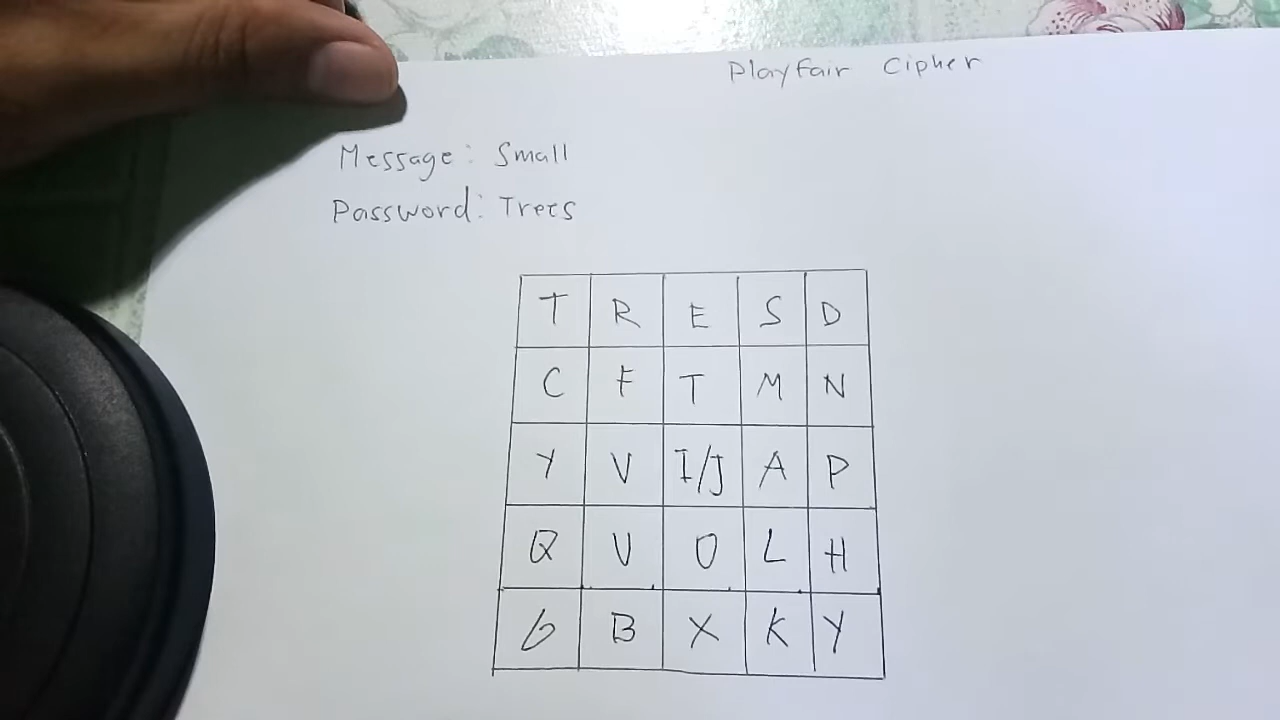 Playfair Cipher
Message: Small
Password: Trees
T R E S D
C F T M N
Y V I/J A P
Q U O L H
G B X K Y